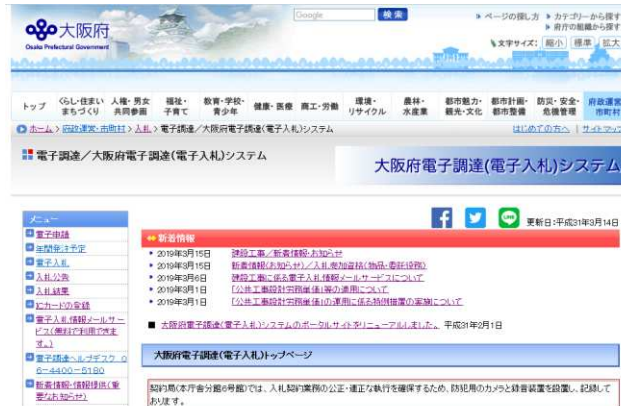 大阪府
Osaka Prefectural Government
Google
検索
ページの探し方
カテゴリーから探す
府庁の組織から探す
文字サイズ:
縮小
標準
拡大
トップ
くらし・住まい まちづくり
人権・男女 共同参画
福祉・子育て
教育・学校・青少年
健康・医療
商工・労働
環境・リサイクル
農林・水産業
都市魅力・観光・文化
都市計画・都市整備
防災・安全・危機管理
府政運営 市町村
ホーム > 府政運営・市町村 > 入札 > 電子調達/大阪府電子調達(電子入札)システム
はじめての方へ | サイトマップ
電子調達/大阪府電子調達(電子入札)システム
大阪府電子調達(電子入札)システム
更新日:平成31年3月14日
メニュー
電子申請
年間発注予定
電子入札
入札公告
入札結果
ICカードの登録
電子入札情報メールサー
ビス(無料で利用できま
す。)
電子調達ヘルプデスク 0
6-4400-5180
新着情報・情報提供(重
要なお知らせ)
新着情報
2019年3月15日 建設工事/新着情報・お知らせ
2019年3月15日 新着情報(お知らせ)/入札参加資格(物品・委託役務)
2019年3月6日 建設工事に係る電子入札情報メールサービスについて
2019年3月1日 「公共工事設計労務単価」等の運用について
2019年3月1日 「公共工事設計労務単価」の運用に係る特例措置の実施について
■ 大阪府電子調達(電子入札)システムのポータルサイトをリニューアルしました。 平成31年2月1日
大阪府電子調達(電子入札)トップページ
契約局(本庁舎分館6号館)では、入札契約業務の公正・適正な執行を確保するため、防犯用のカメラと録音装置を設置し、記録して
おります。